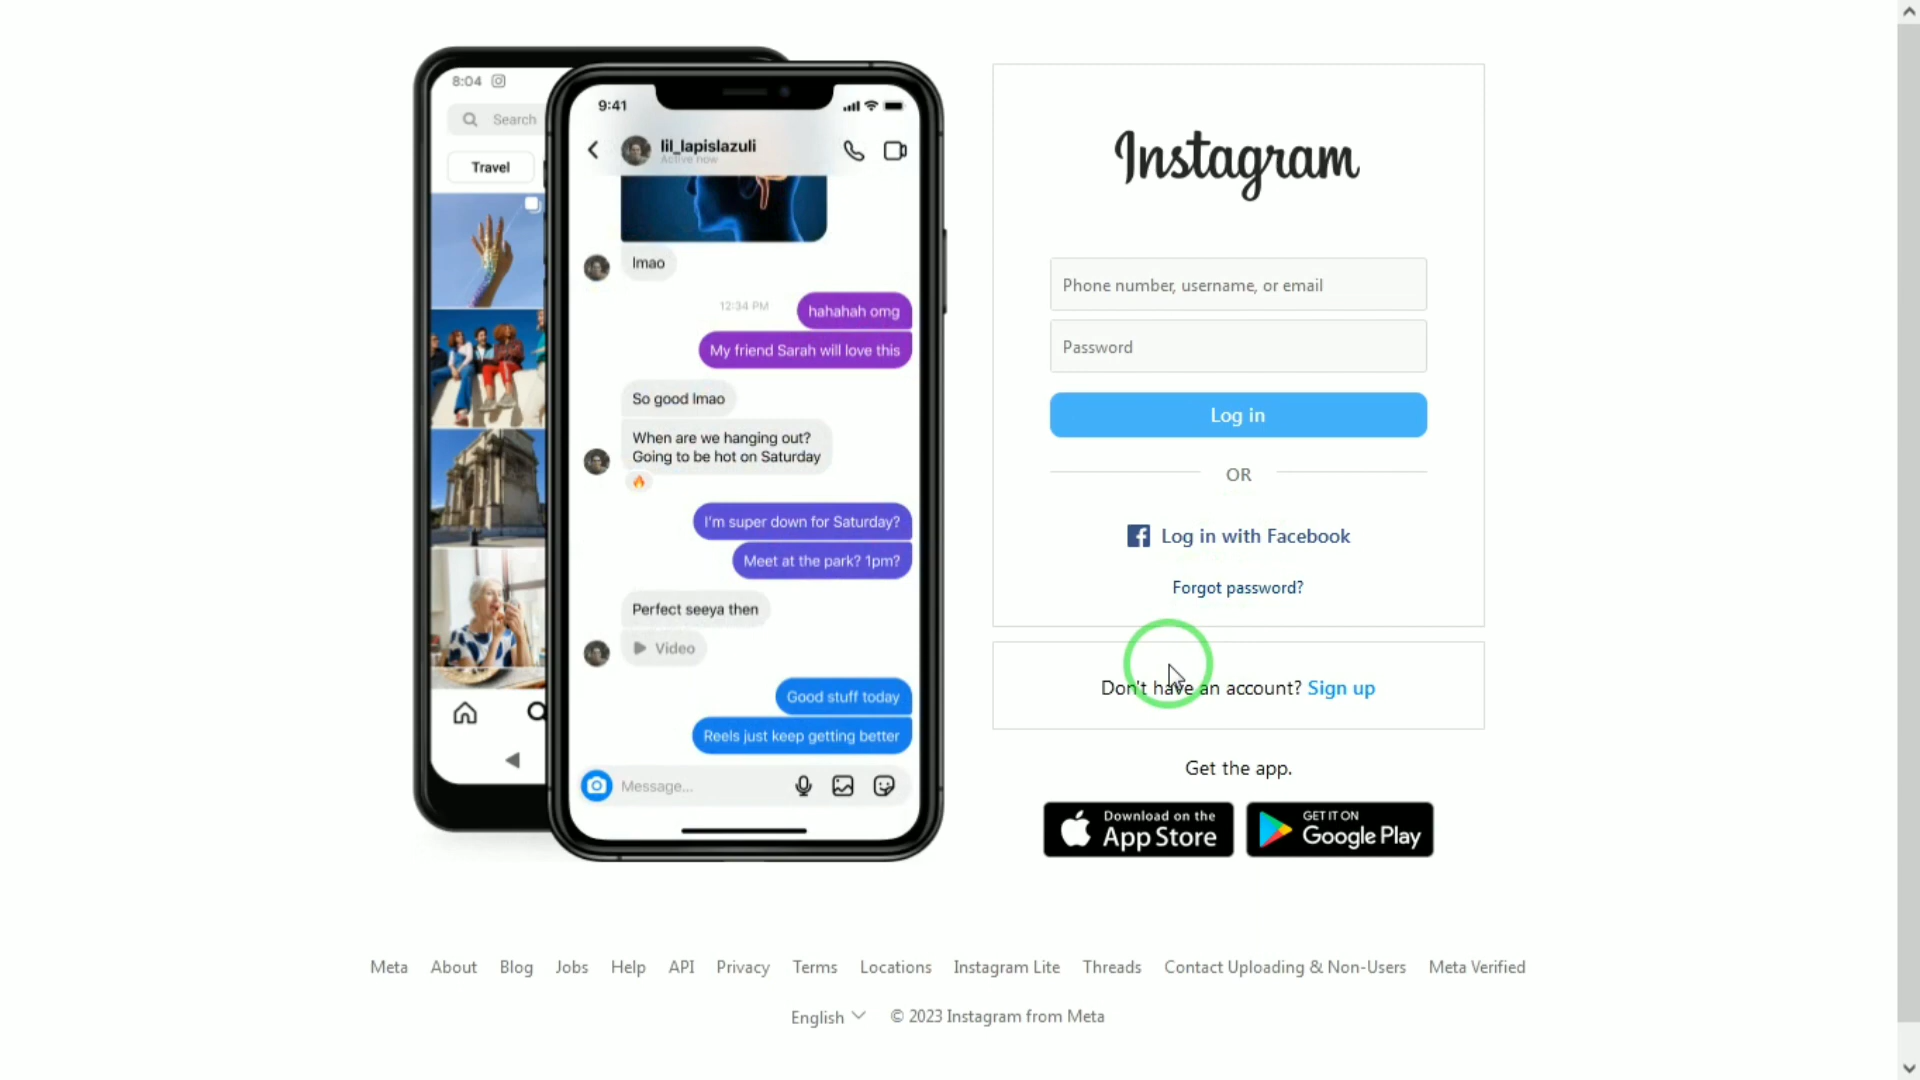 8:04
Search
Travel
9:41
lil_lapislazuli
Active now
lmao
12:34 PM
hahahah omg
My friend Sarah will love this
So good lmao
When are we hanging out?
Going to be hot on Saturday
I'm super down for Saturday?
Meet at the park? 1pm?
Perfect seeya then
Video
Good stuff today
Reels just keep getting better
Message...
Instagram
Phone number, username, or email
Password
Log in
OR
Log in with Facebook
Forgot password?
Don't have an account? Sign up
Get the app.
Download on the
App Store
GET IT ON
Google Play
Meta About Blog Jobs Help API Privacy Terms Locations Instagram Lite Threads Contact Uploading & Non-Users Meta Verified
English © 2023 Instagram from Meta